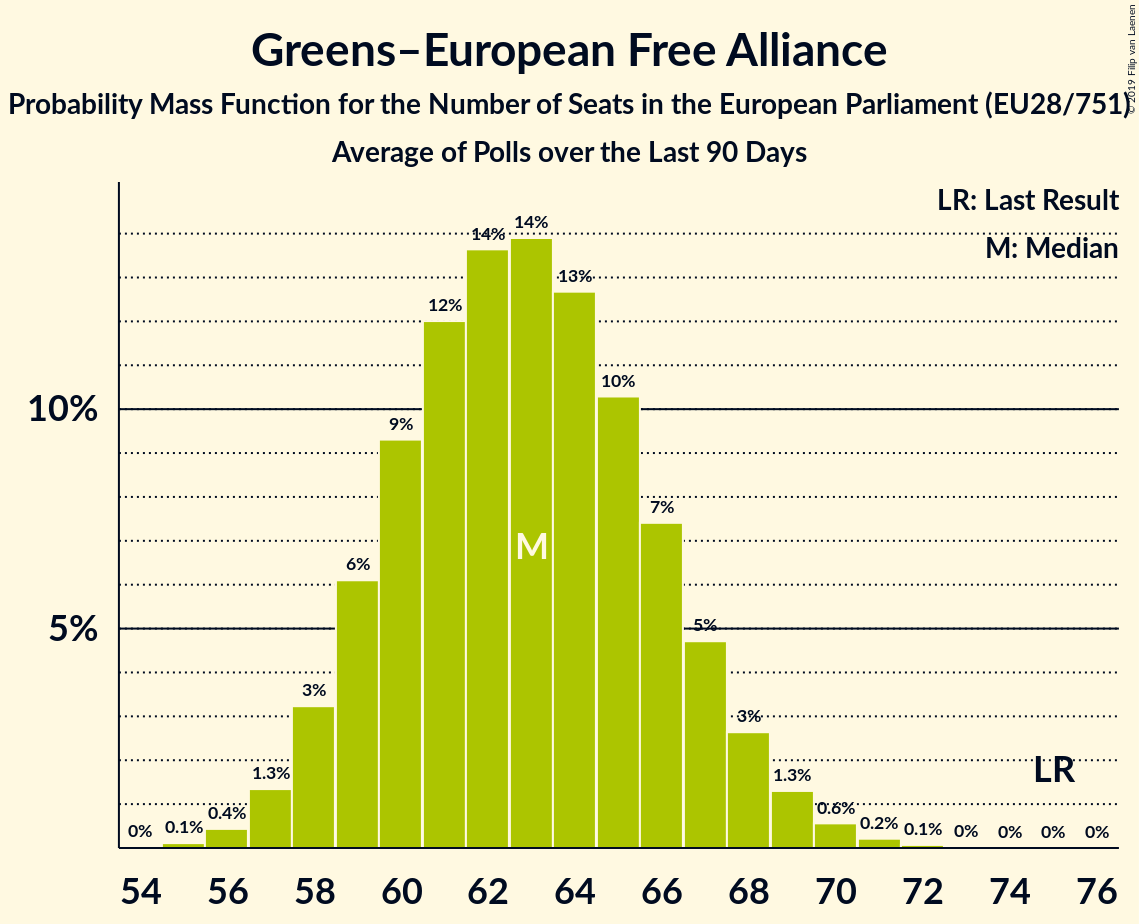 Greens–European Free Alliance
Probability Mass Function for the Number of Seats in the European Parliament (EU28/751)
Average of Polls over the Last 90 Days
© 2019 Filip van Laenen
LR: Last Result
M: Median
10%
5%
0%
0.1%
0.4%
1.3%
3%
6%
9%
12%
14%
14%
13%
10%
7%
5%
3%
1.3%
0.6%
0.2%
0.1%
0%
0%
0%
0%
M
LR
54 56 58 60 62 64 66 68 70 72 74 76